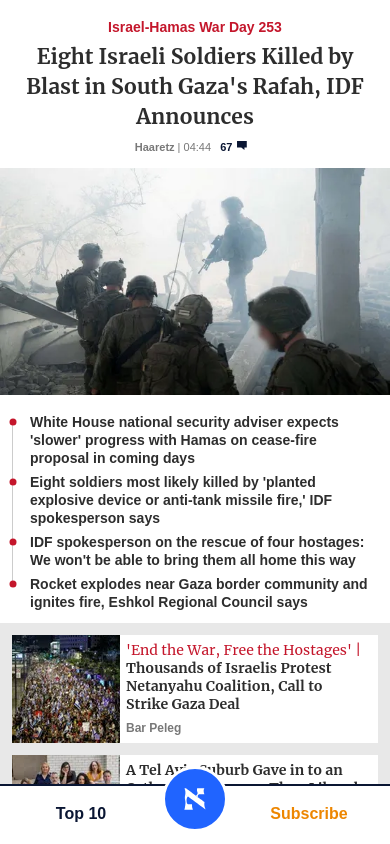 Israel-Hamas War Day 253
Eight Israeli Soldiers Killed by
Blast in South Gaza's Rafah, IDF
Announces
Haaretz | 04:44 67
White House national security adviser expects
'slower' progress with Hamas on cease-fire
proposal in coming days
Eight soldiers most likely killed by 'planted
explosive device or anti-tank missile fire,' IDF
spokesperson says
IDF spokesperson on the rescue of four hostages:
We won't be able to bring them all home this way
Rocket explodes near Gaza border community and
ignites fire, Eshkol Regional Council says
'End the War, Free the Hostages' |
Thousands of Israelis Protest
Netanyahu Coalition, Call to
Strike Gaza Deal
Bar Peleg
A Tel Aviv Suburb Gave in to an
Top 10
Subscribe